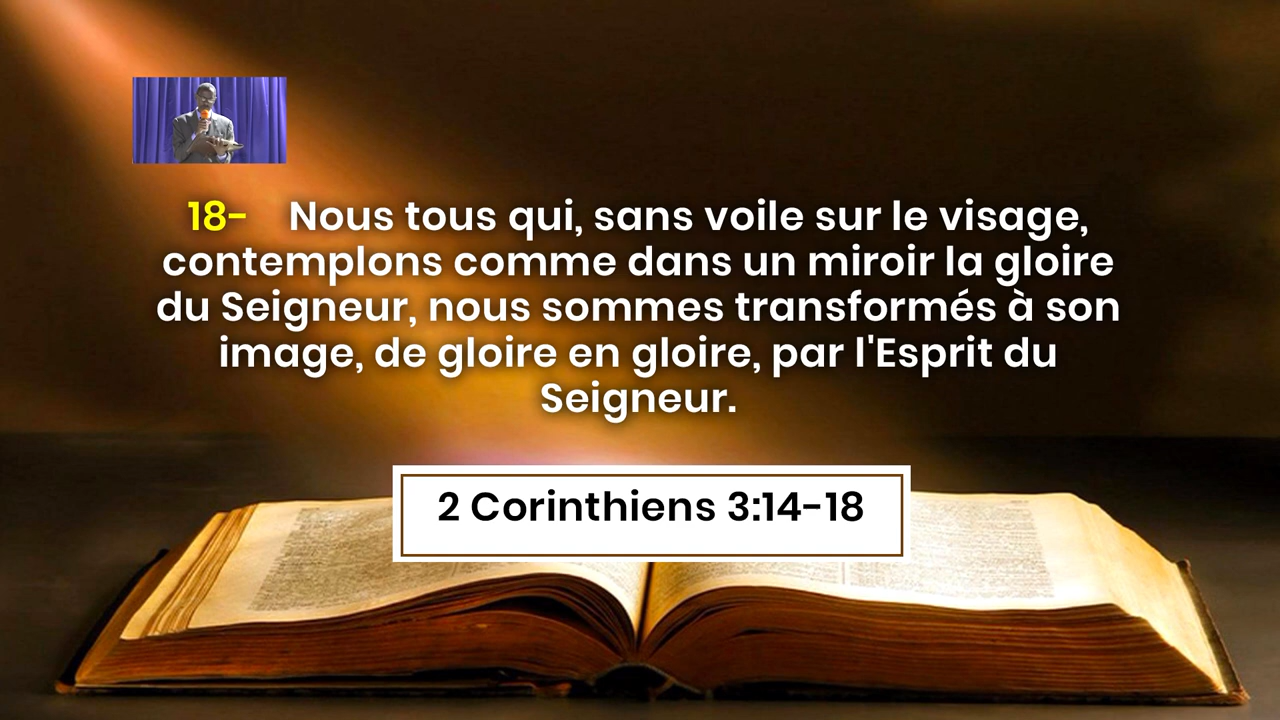 18- Nous tous qui, sans voile sur le visage,
contemplons comme dans un miroir la gloire
du Seigneur, nous sommes transformés à son
image, de gloire en gloire, par l'Esprit du
Seigneur.
2 Corinthiens 3:14-18